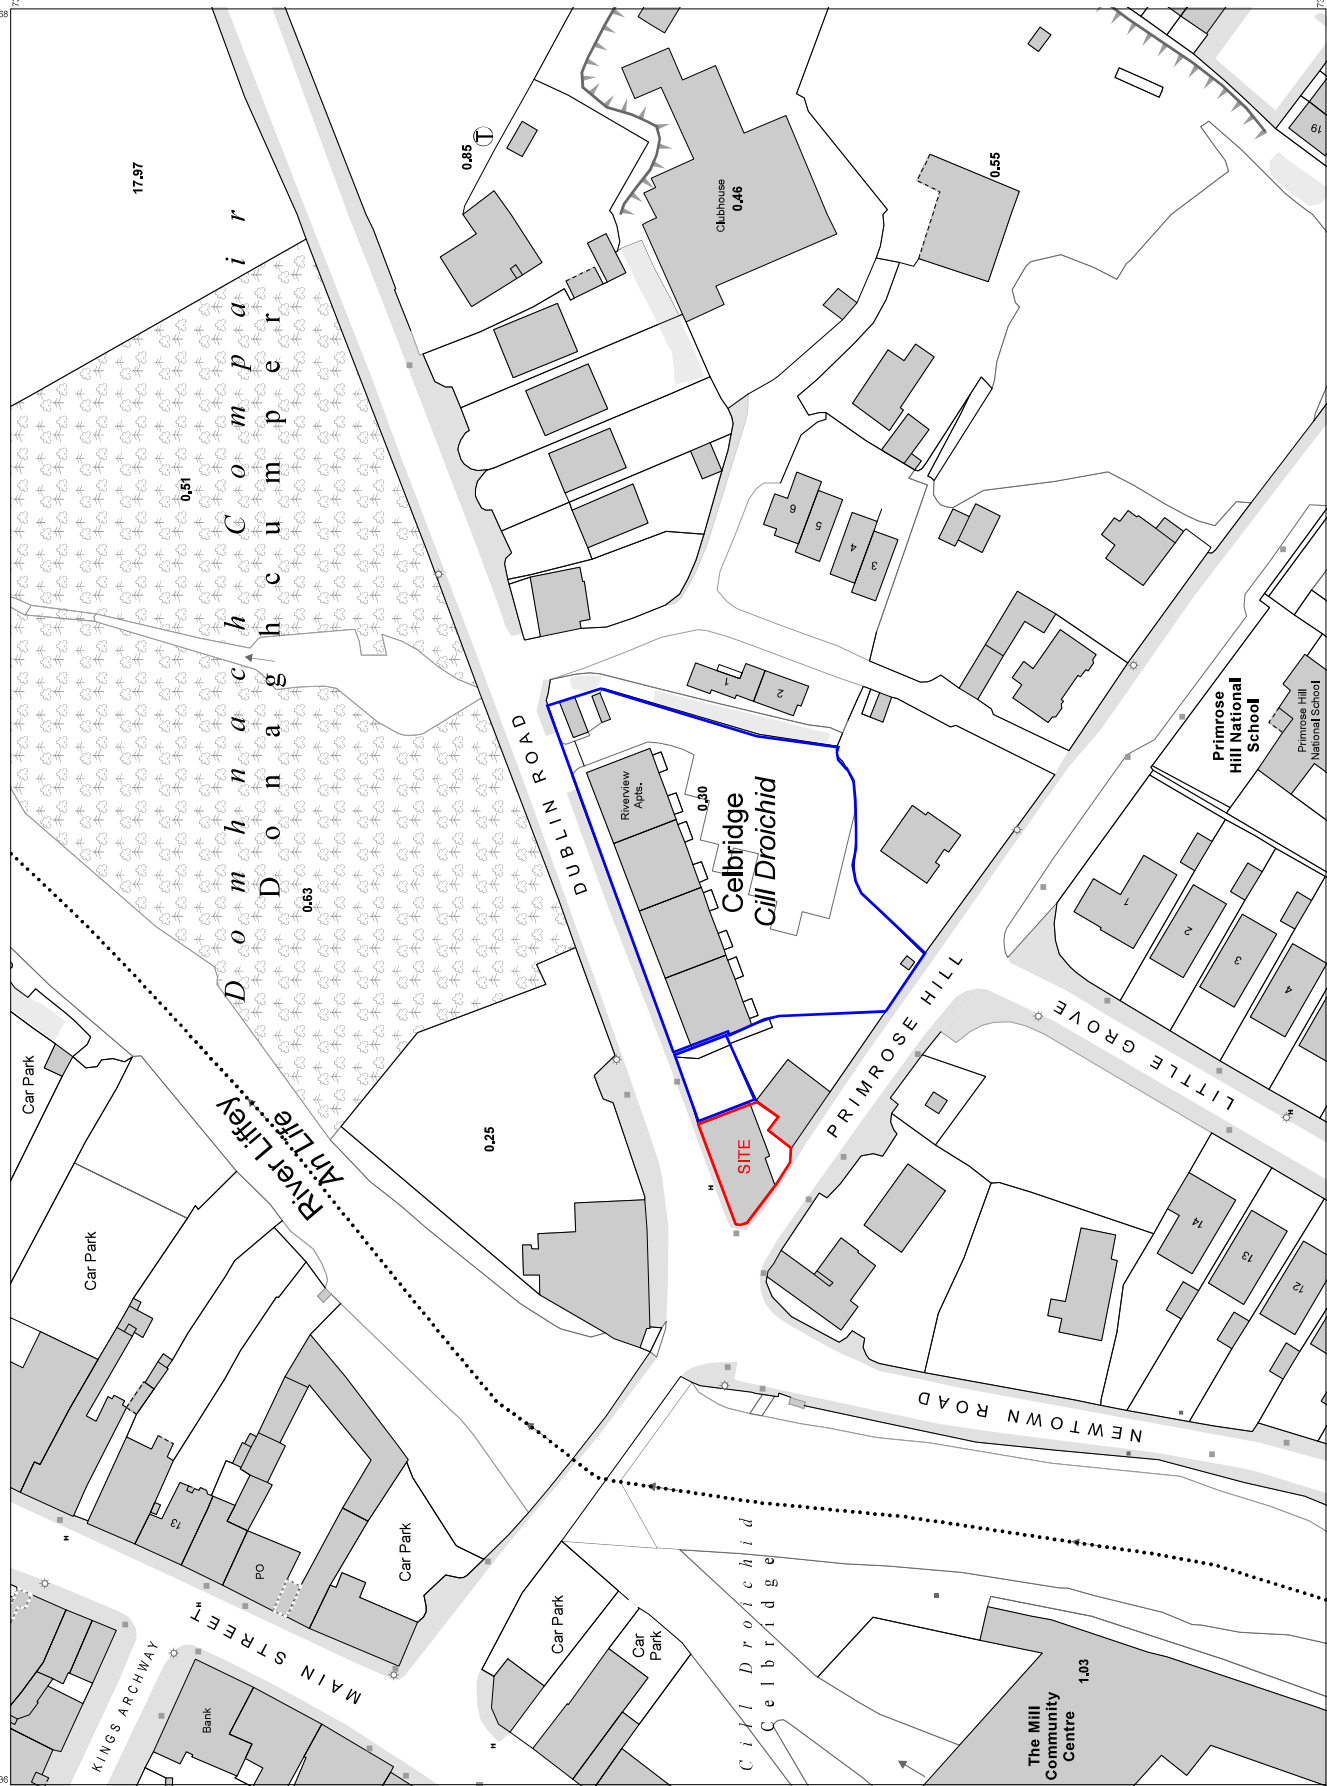 17.97
0.85
T
Clubhouse
0.46
0.55
19
Domhnach Compair
Donaghcumper
0.51
0.63
6
5
4
3
1
2
DUBLIN ROAD
Riverview
Apts.
0.30
Celbridge
Cill Droichid
Primrose
Hill National
School
Primrose Hill
National School
1
2
3
4
PRIMROSE HILL
LITTLE GROVE
Car Park
River Liffey
An Life
0.25
SITE
Car Park
14
13
12
NEWTOWN ROAD
13
PO
Car Park
MAIN STREET
KINGS ARCHWAY
Bank
Car Park
Car
Park
Cill Droichid
Celbridge
The Mill
Community
Centre
1.03
H
H
H
H
H